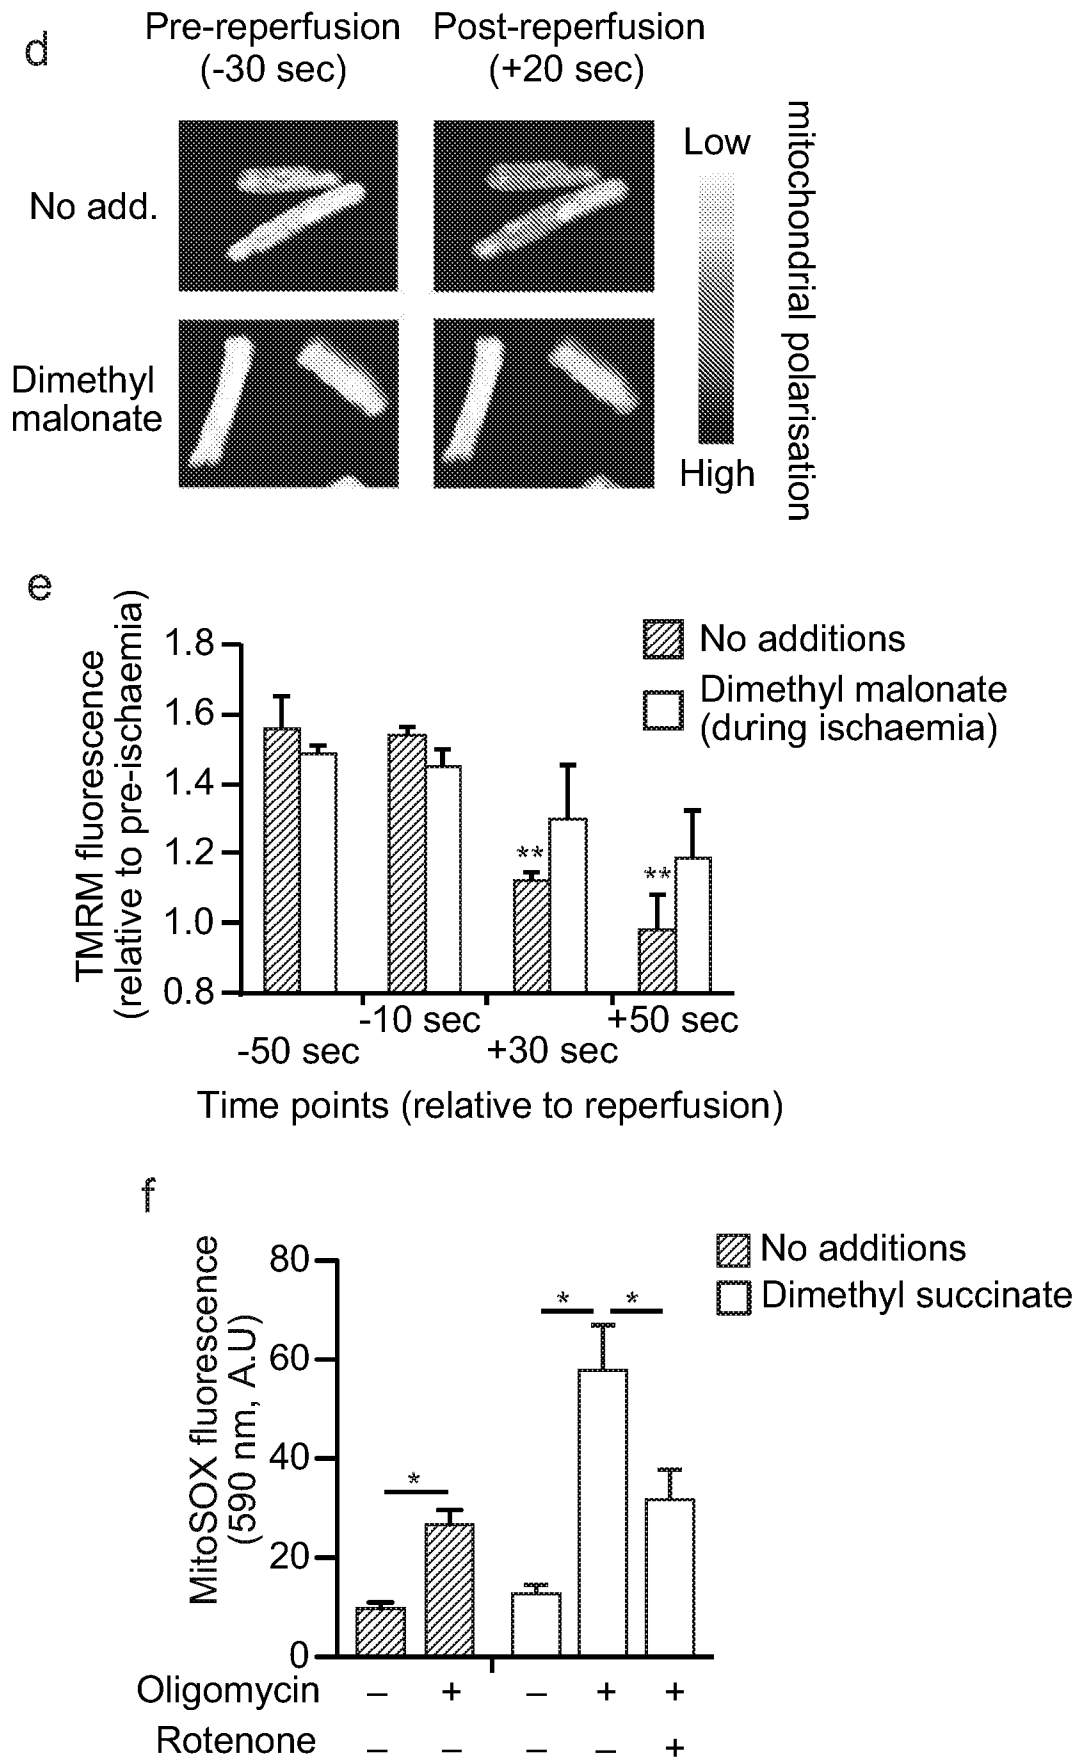 d
Pre-reperfusion
(-30 sec)
Post-reperfusion
(+20 sec)
No add.
Dimethyl
malonate
Low
High
mitochondrial polarisation
e
TMRM fluorescence
(relative to pre-ischaemia)
1.8
1.6
1.4
1.2
1.0
0.8
**
**
No additions
Dimethyl malonate
(during ischaemia)
-50 sec
-10 sec
+30 sec
+50 sec
Time points (relative to reperfusion)
f
MitoSOX fluorescence
(590 nm, A.U)
80
60
40
20
0
*
*
*
No additions
Dimethyl succinate
Oligomycin – + – + +
Rotenone – – – – +